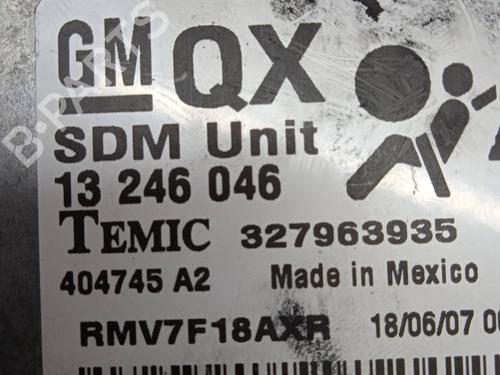 GM QX
SDM Unit
13 246 046
TEMIC 327963935
404745 A2 Made in Mexico
RMV7F18AXR 18/06/07
B-PARTS